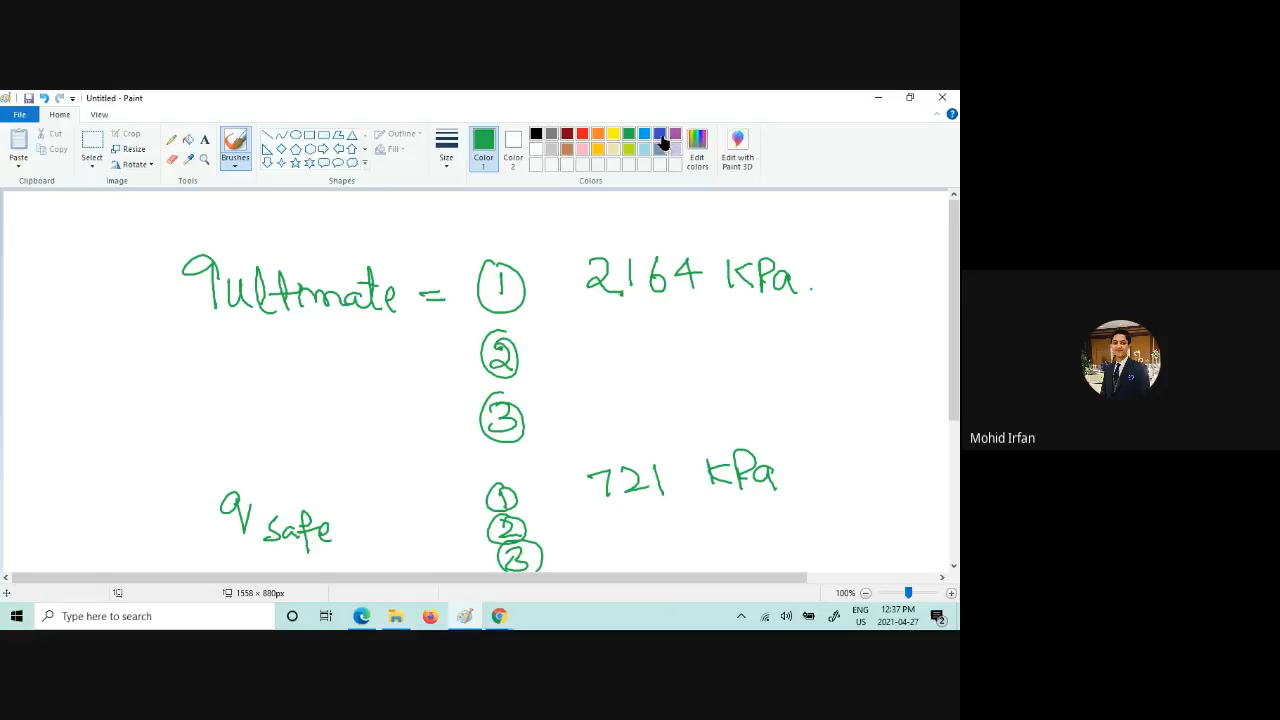 Untitled - Paint
File Home View
Paste Cut Copy
Clipboard
Select Crop Resize Rotate
Image
Tools
Brushes
Shapes
Outline
Fill
Size
Color 1
Color 2
Edit colors
Colors
Edit with Paint 3D
qultimate = ① 2164 KPa.
②
③
qsafe ① 721 KPa
②
③
1558 × 880px
100%
Type here to search
ENG US
12:37 PM
2021-04-27
2
Mohid Irfan